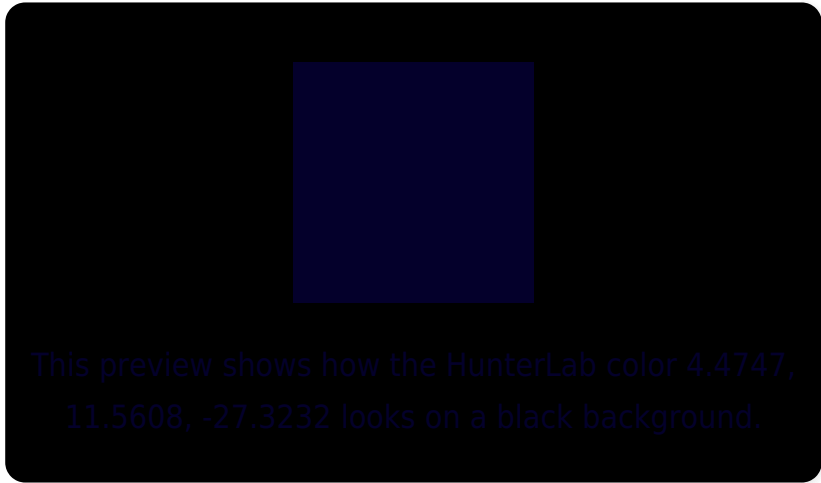 This preview shows how the HunterLab color 4.4747,
11.5608, -27.3232 looks on a black background.